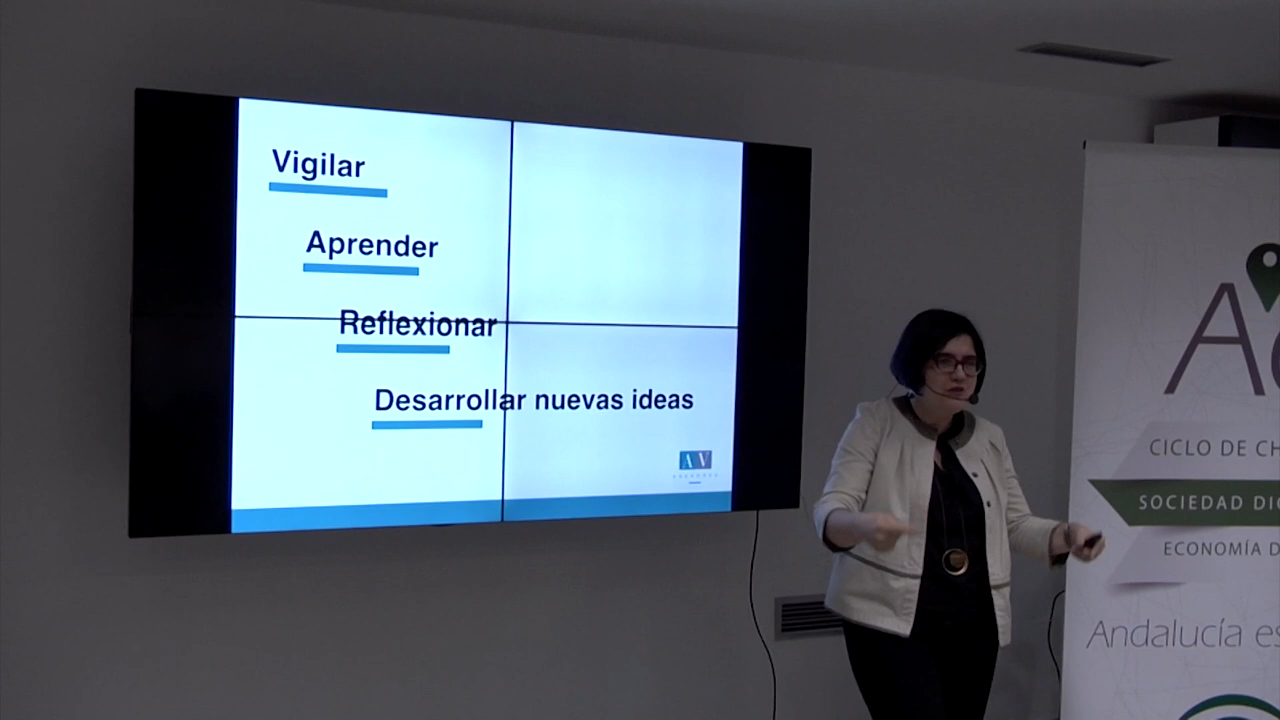 Vigilar
Aprender
Reflexionar
Desarrollar nuevas ideas
AV
CICLO DE CH
SOCIEDAD DIG
ECONOMÍA D
Andalucía es